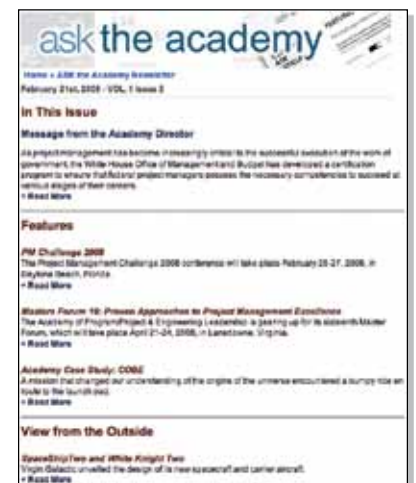 ask the academy
Home » ASK the Academy Newsletter
February 21st, 2008 - VOL. 1 Issue 2
In This Issue
Message from the Academy Director
As project management has become increasingly critical to the successful execution of the work of
government, the White House Office of Management and Budget has developed a certification
program to ensure that federal project managers possess the necessary competencies to succeed at
various stages of their careers.
» Read More
Features
PM Challenge 2008
The Project Management Challenge 2008 conference will take place February 26-27, 2008, in
Daytona Beach, Florida.
» Read More
Masters Forum 16: Proven Approaches to Project Management Excellence
The Academy of Program/Project & Engineering Leadership is gearing up for its sixteenth Master
Forum, which will take place April 21-24, 2008, in Lansdowne, Virginia.
» Read More
Academy Case Study: COBE
A mission that changed our understanding of the origins of the universe encountered a bumpy ride en
route to the launch pad.
» Read More
View from the Outside
SpaceShipTwo and White Knight Two
Virgin Galactic unveiled the design of its new spacecraft and carrier aircraft.
» Read More